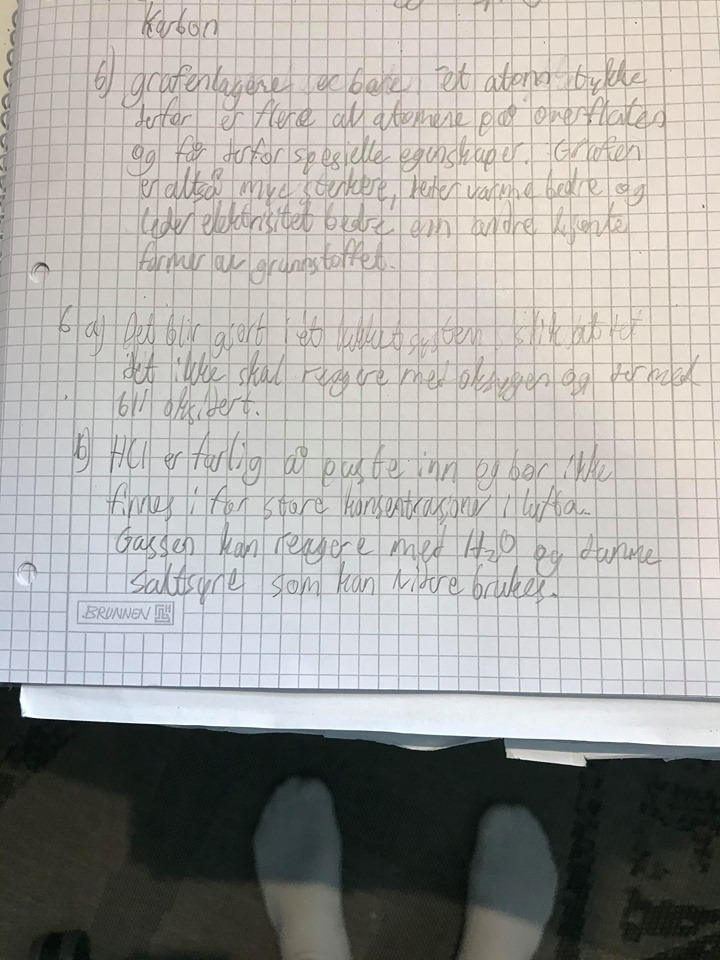 Karbon
b) grafenlagene er bare et atom tykke
derfor er flere av atomene på overflaten
og får derfor spesielle egenskaper. Grafen
er altså mye sterkere, leder varme bedre og
leder elektrisitet bedre enn andre kjente
former av grunnstoffet.
6 a) Det blir gjort i et lukket system slik at
det ikke skal reagere med oksygen og dermed
bli oksidert.
b) HCl er farlig å puste inn og bør ikke
finnes i for store konsentrasjoner i lufta.
Gassen kan reagere med H2O og danne
saltsyre som kan videre brukes.
BRUNNEN